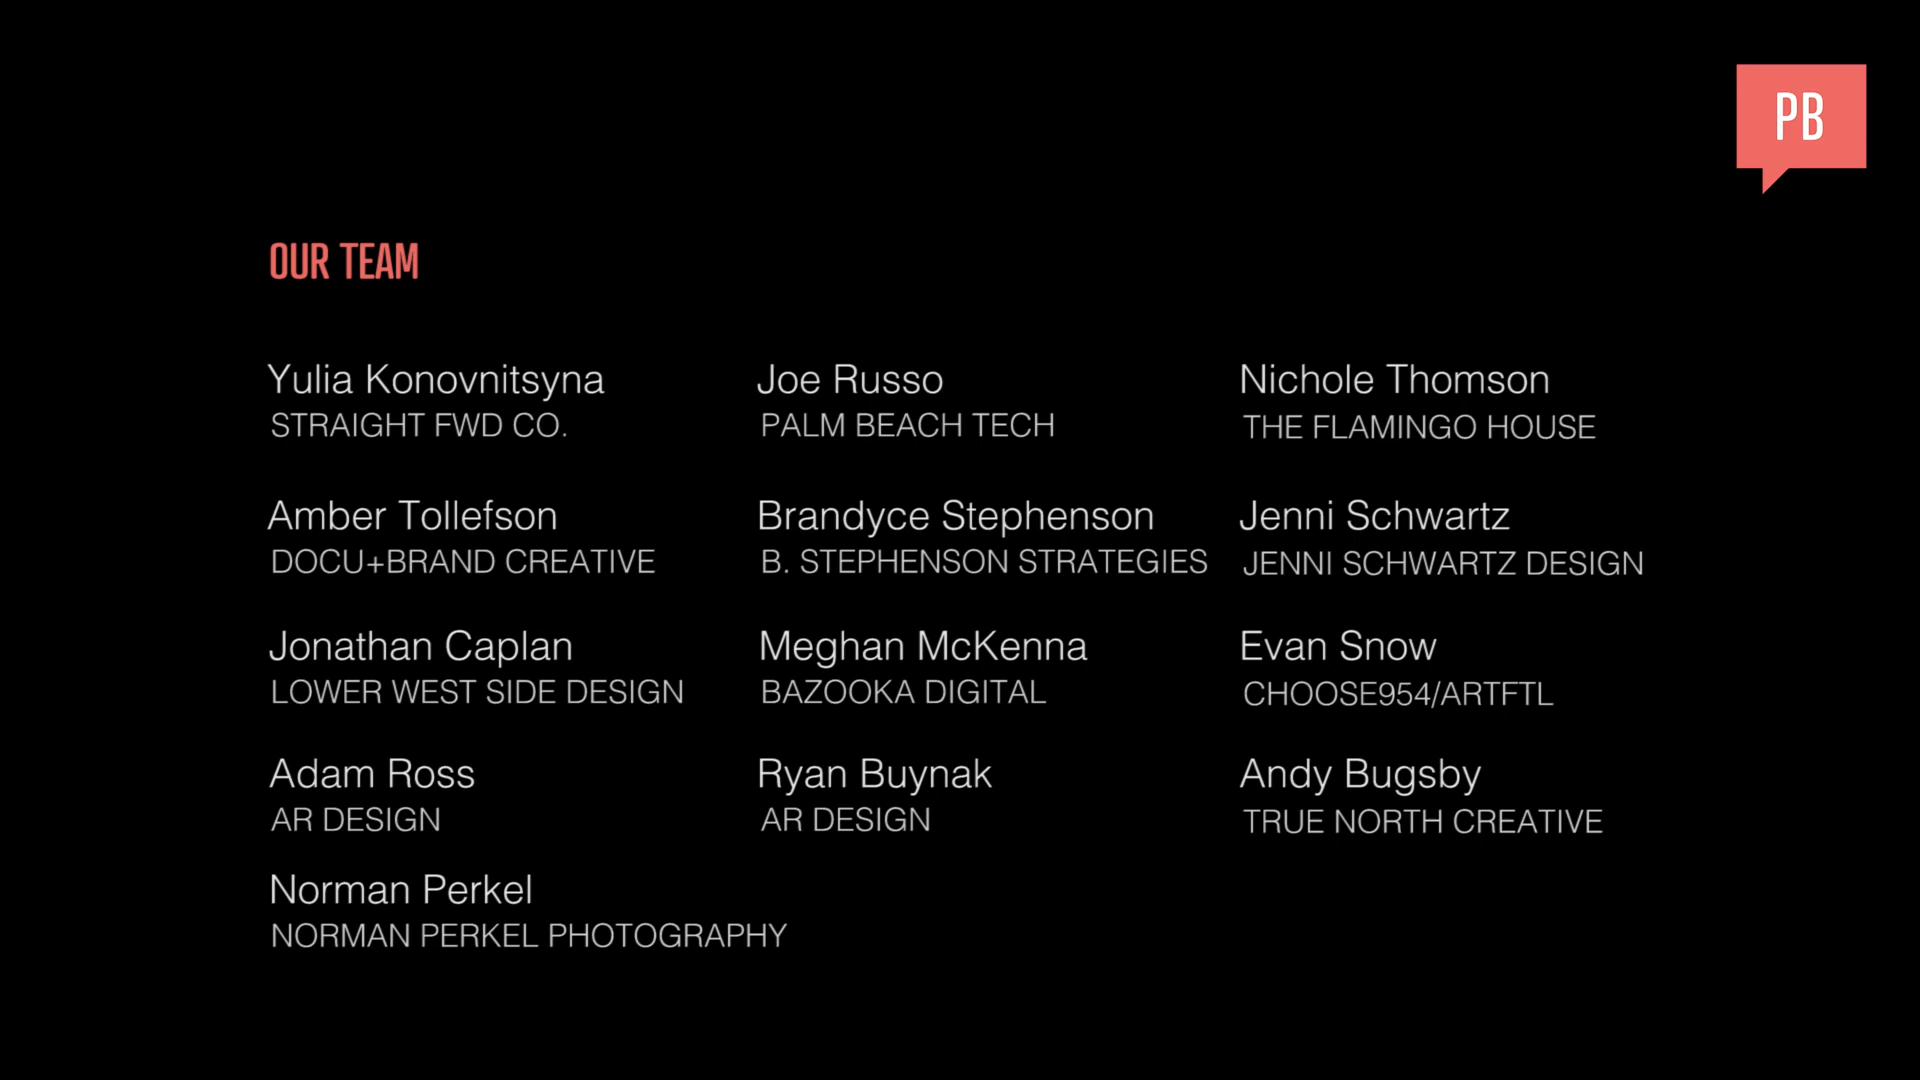 PB
OUR TEAM
Yulia Konovnitsyna
STRAIGHT FWD CO.
Joe Russo
PALM BEACH TECH
Nichole Thomson
THE FLAMINGO HOUSE
Amber Tollefson
DOCU+BRAND CREATIVE
Brandyce Stephenson
B. STEPHENSON STRATEGIES
Jenni Schwartz
JENNI SCHWARTZ DESIGN
Jonathan Caplan
LOWER WEST SIDE DESIGN
Meghan McKenna
BAZOOKA DIGITAL
Evan Snow
CHOOSE954/ARTFTL
Adam Ross
AR DESIGN
Ryan Buynak
AR DESIGN
Andy Bugsby
TRUE NORTH CREATIVE
Norman Perkel
NORMAN PERKEL PHOTOGRAPHY